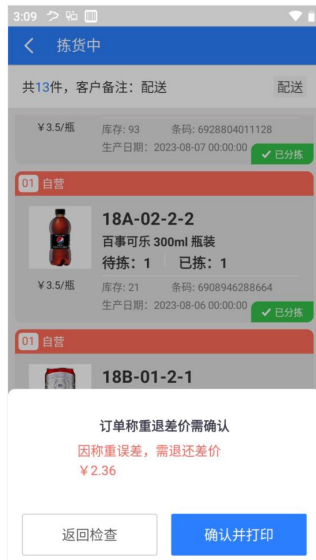 3:09
拣货中
共13件，客户备注：配送
配送
￥3.5/瓶
库存: 93 条码: 6928804011128
生产日期: 2023-08-07 00:00:00
已分拣
01 自营
18A-02-2-2
百事可乐 300ml 瓶装
待拣：1 已拣：1
￥3.5/瓶
库存: 21 条码: 6908946288664
生产日期: 2023-08-06 00:00:00
已分拣
01 自营
18B-01-2-1
订单称重退差价需确认
因称重误差，需退还差价
￥2.36
返回检查
确认并打印